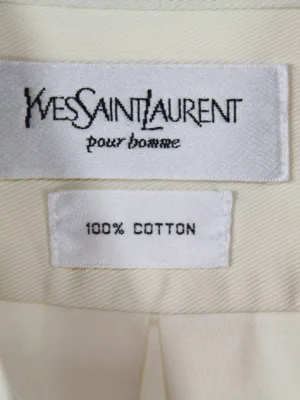 YVESSAINTLAURENT
pour homme
100% COTTON